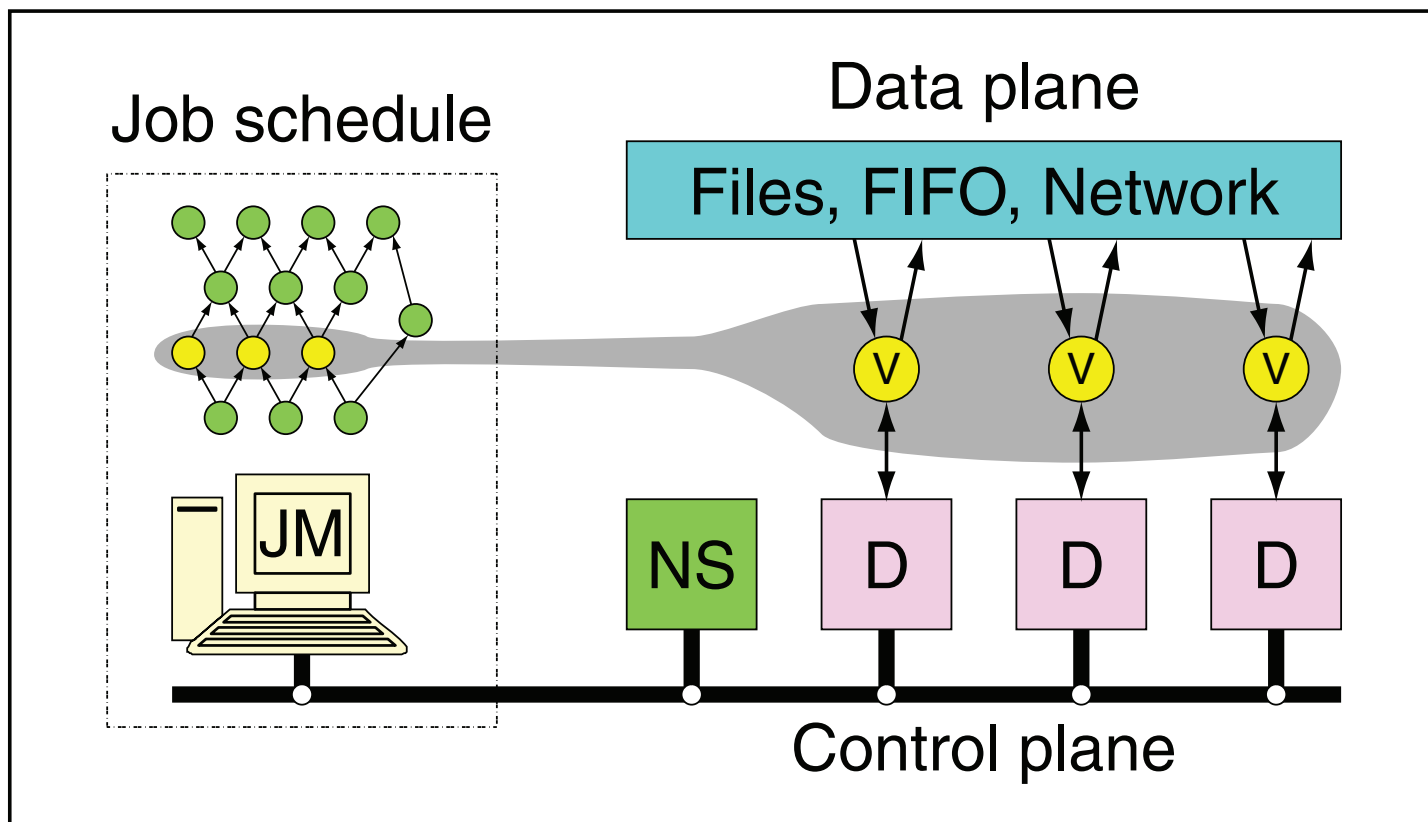 Data plane
Job schedule
Files, FIFO, Network
V V V
JM
NS D D D
Control plane